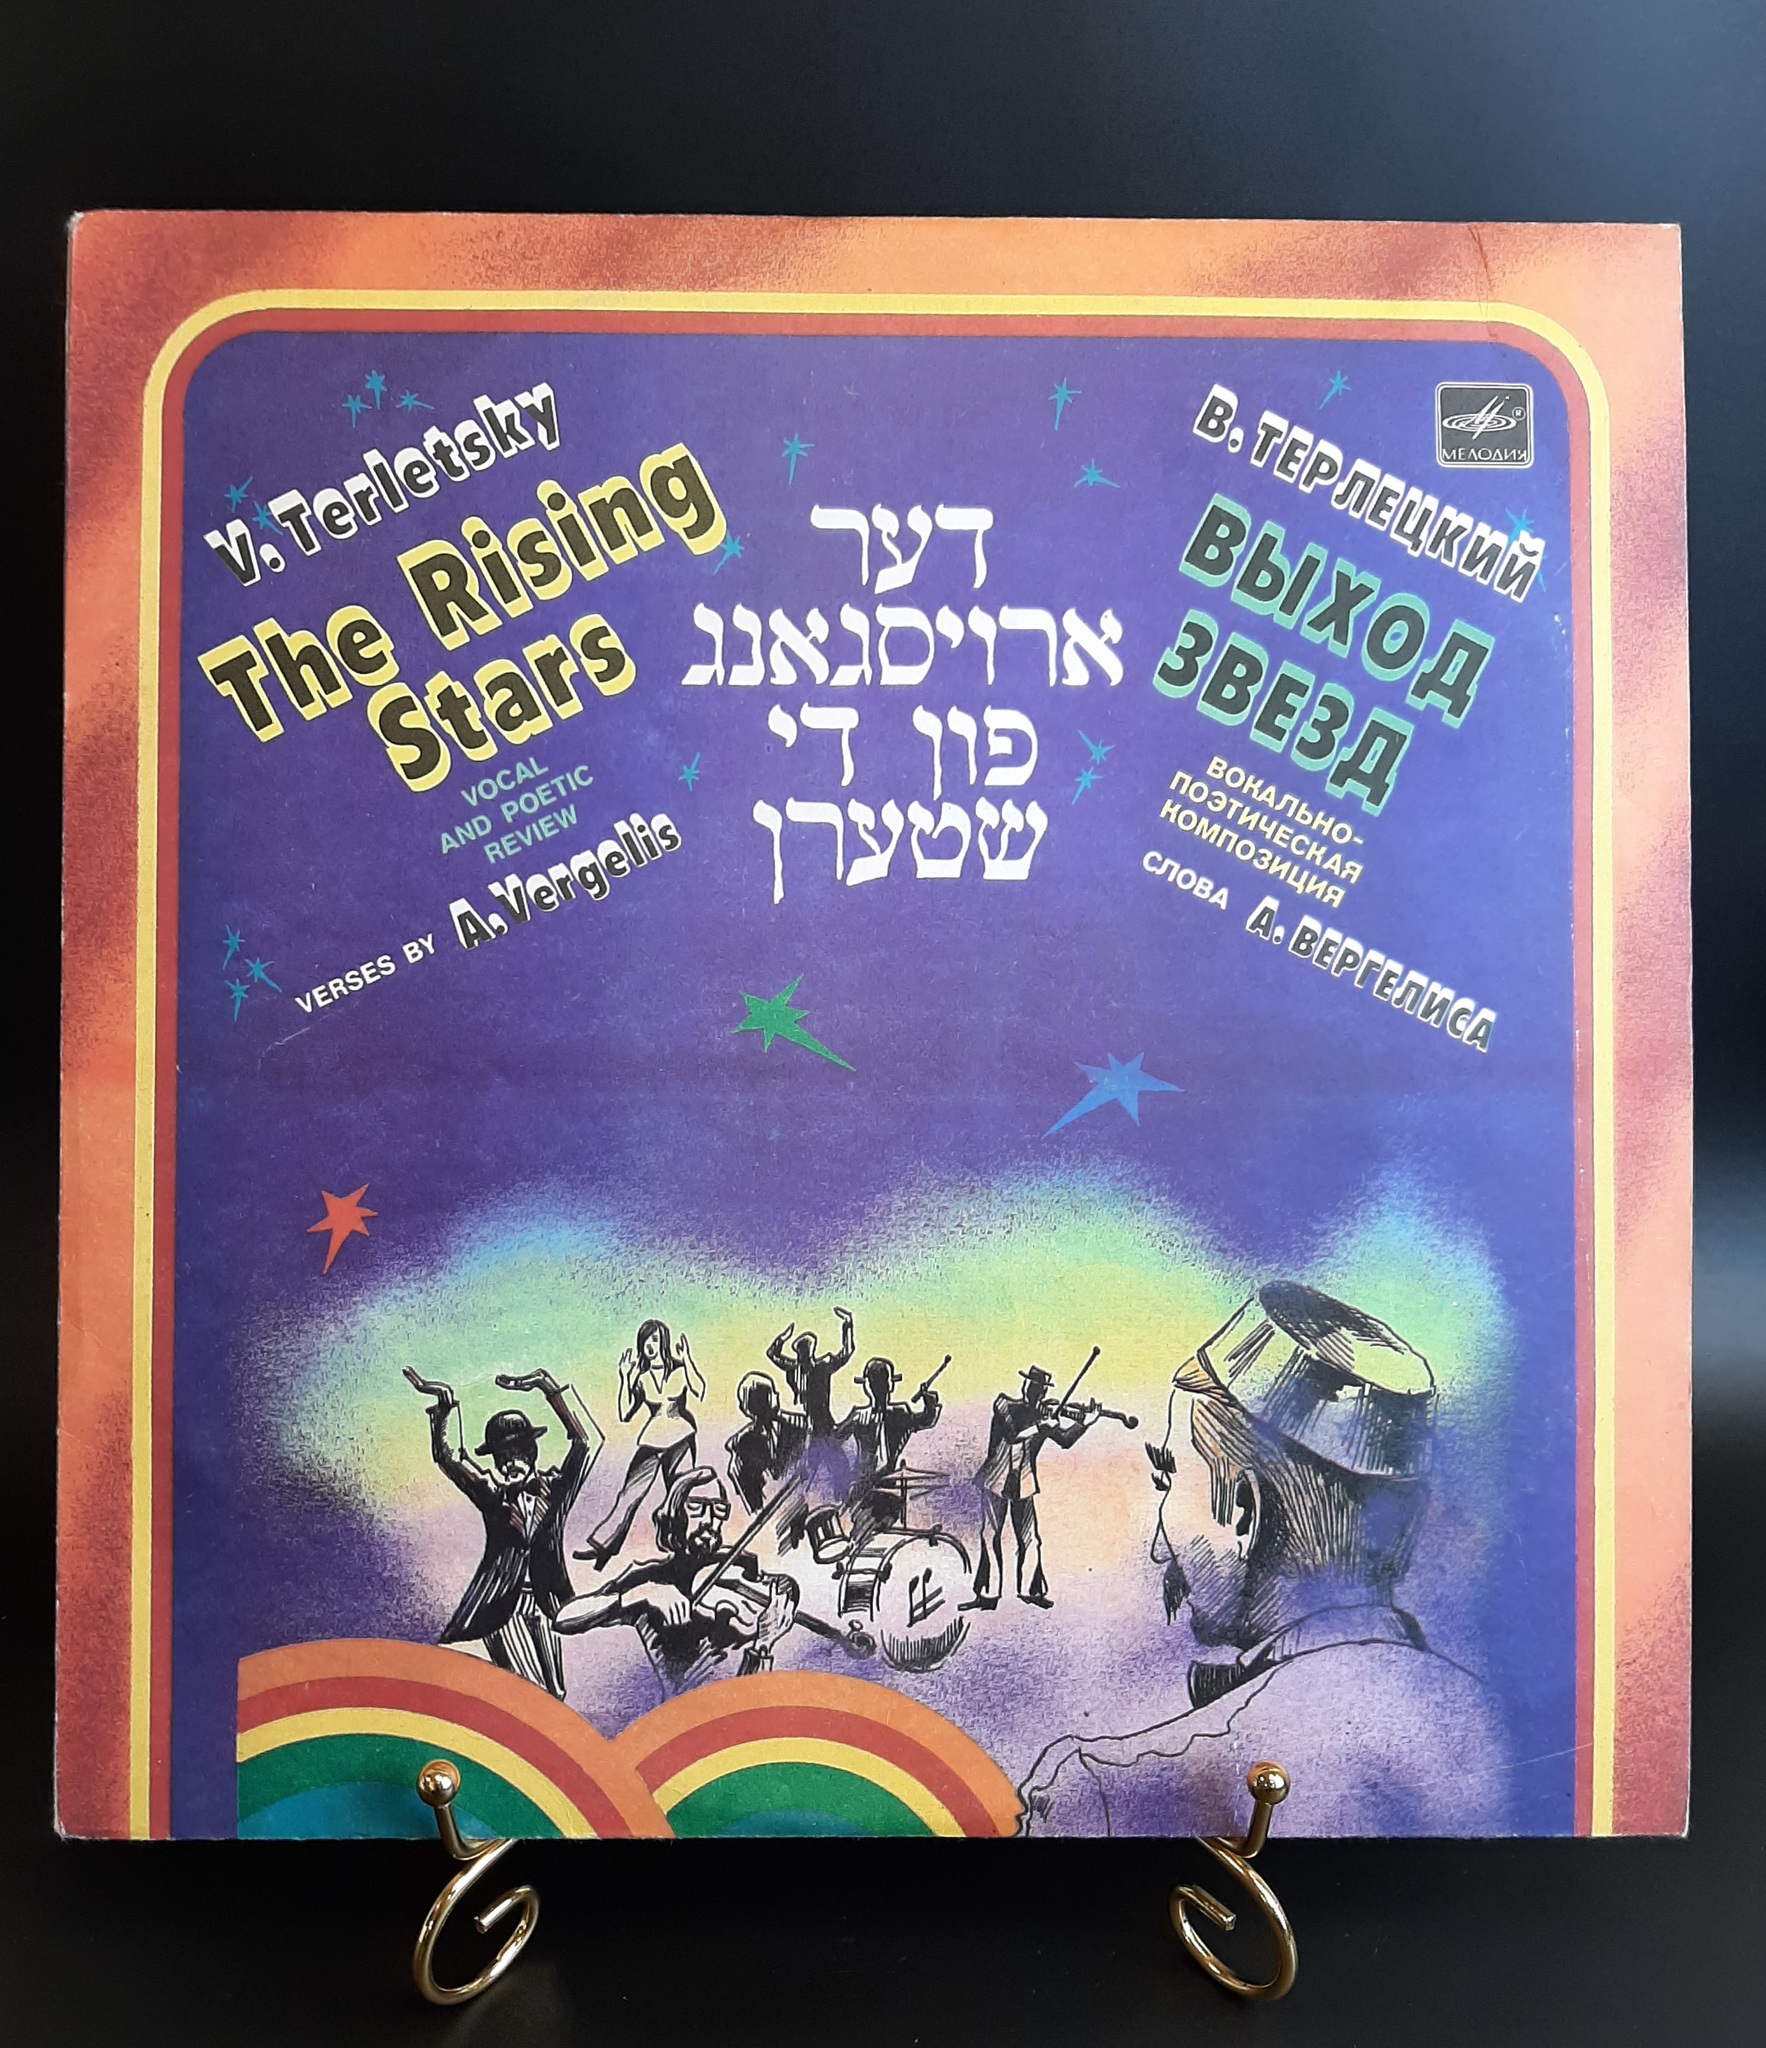 V. Terletsky
The Rising
Stars
VOCAL
AND POETIC
REVIEW
VERSES BY A. Vergelis
דער
ארויסגאנג
פון די
שטערן
В. ТЕРЛЕЦКИЙ
ВЫХОД
ЗВЕЗД
ВОКАЛЬНО-
ПОЭТИЧЕСКАЯ
КОМПОЗИЦИЯ
СЛОВА А. ВЕРГЕЛИСА
®
МЕЛОДИЯ